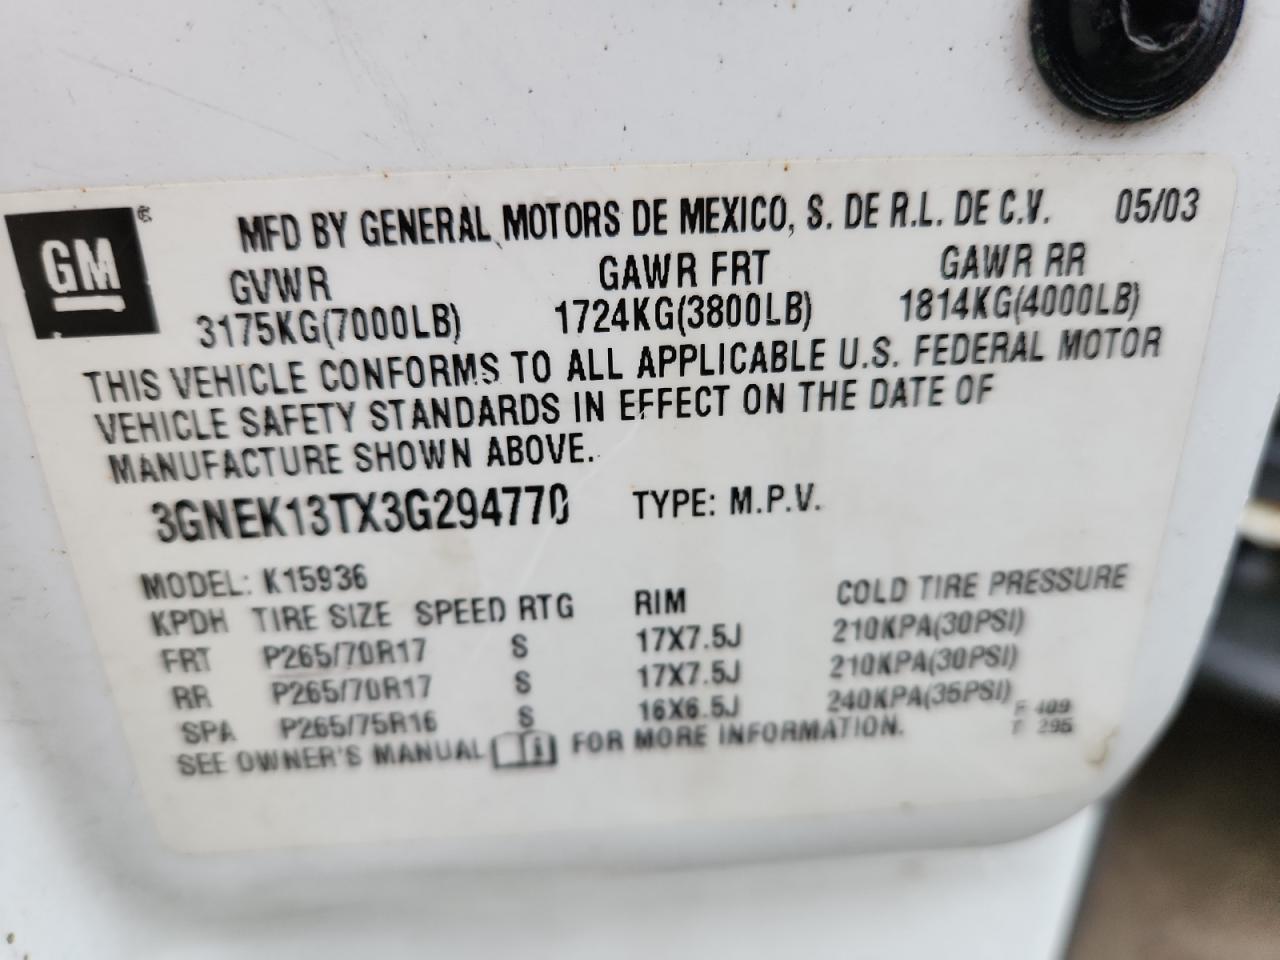 GM
MFD BY GENERAL MOTORS DE MEXICO, S. DE R.L. DE C.V. 05/03
GVWR GAWR FRT GAWR RR
3175KG(7000LB) 1724KG(3800LB) 1814KG(4000LB)
THIS VEHICLE CONFORMS TO ALL APPLICABLE U.S. FEDERAL MOTOR
VEHICLE SAFETY STANDARDS IN EFFECT ON THE DATE OF
MANUFACTURE SHOWN ABOVE.
3GNEK13TX3G294770 TYPE: M.P.V.
MODEL: K15936
KPDH TIRE SIZE SPEED RTG RIM COLD TIRE PRESSURE
FRT P265/70R17 S 17X7.5J 210KPA(30PSI)
RR P265/70R17 S 17X7.5J 210KPA(30PSI)
SPA P265/75R16 S 16X6.5J 240KPA(35PSI)
F 409
T 295
SEE OWNER'S MANUAL i FOR MORE INFORMATION.